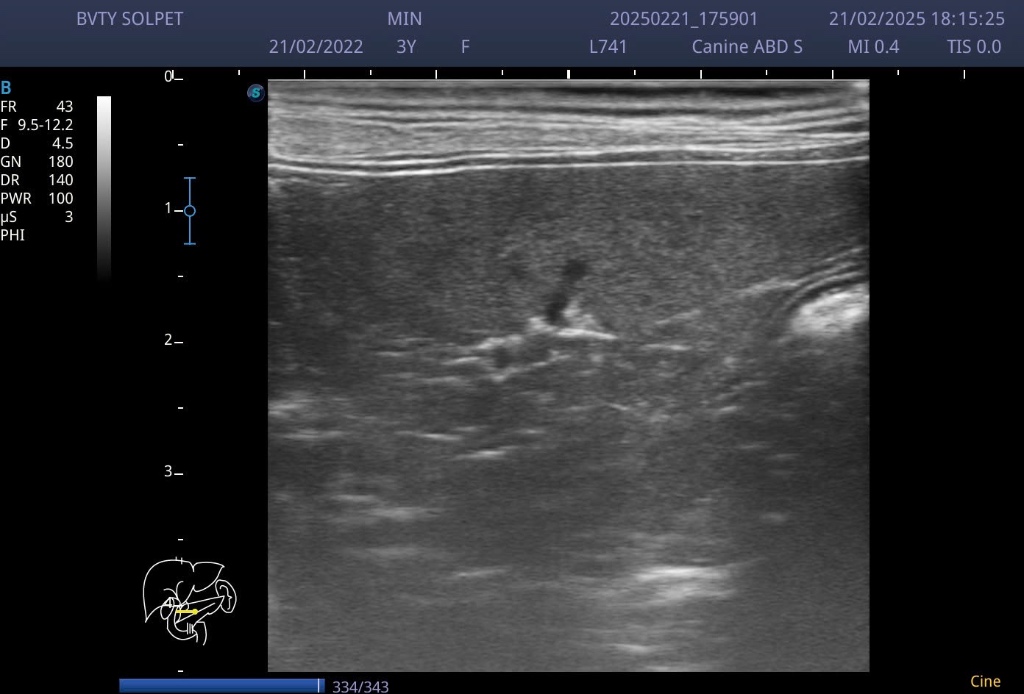 BVTY SOLPET MIN 20250221_175901 21/02/2025 18:15:25
21/02/2022 3Y F L741 Canine ABD S MI 0.4 TIS 0.0
B
FR 43
F 9.5-12.2
D 4.5
GN 180
DR 140
PWR 100
µS 3
PHI
0
S
1
2
3
334/343
Cine